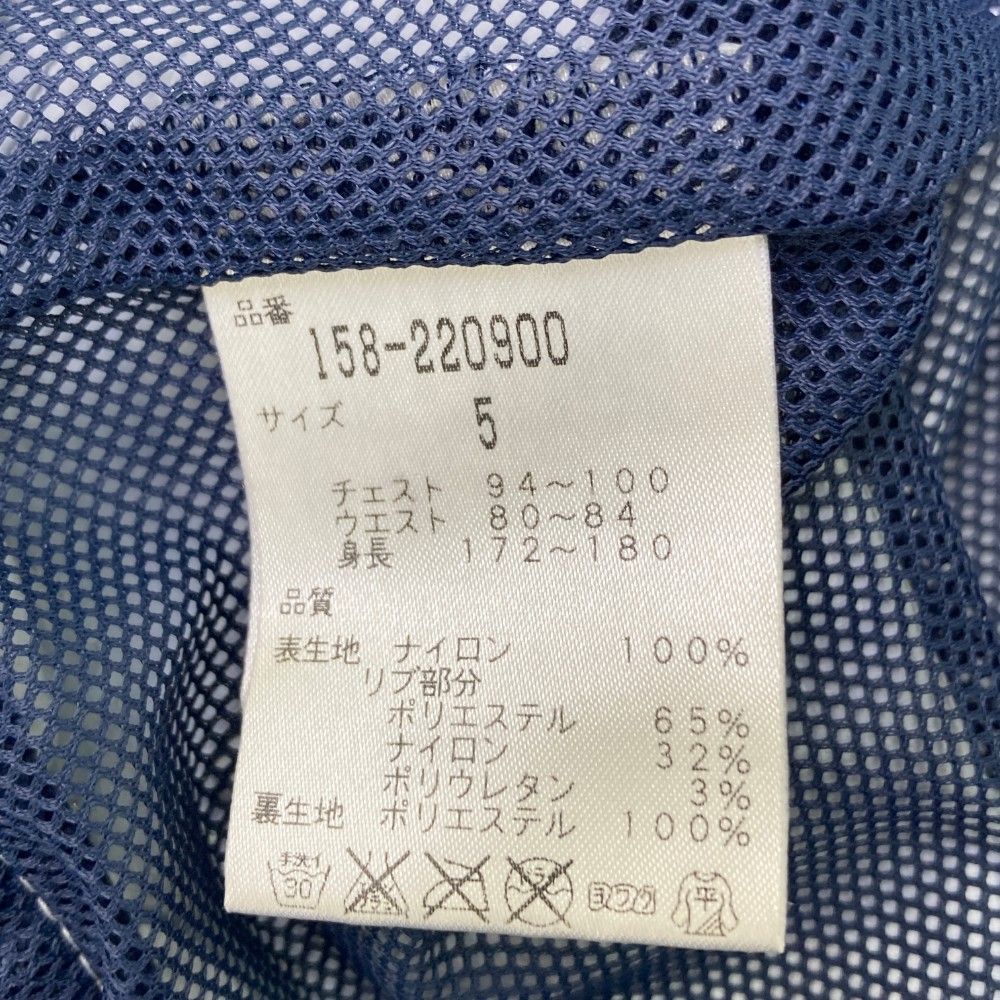 品番
158-220900
サイズ 5
チェスト 94～100
ウエスト 80～84
身長 172～180
品質
表生地 ナイロン 100%
リブ部分
ポリエステル 65%
ナイロン 32%
ポリウレタン 3%
裏生地 ポリエステル 100%
手洗イ
30 ヨワク 平